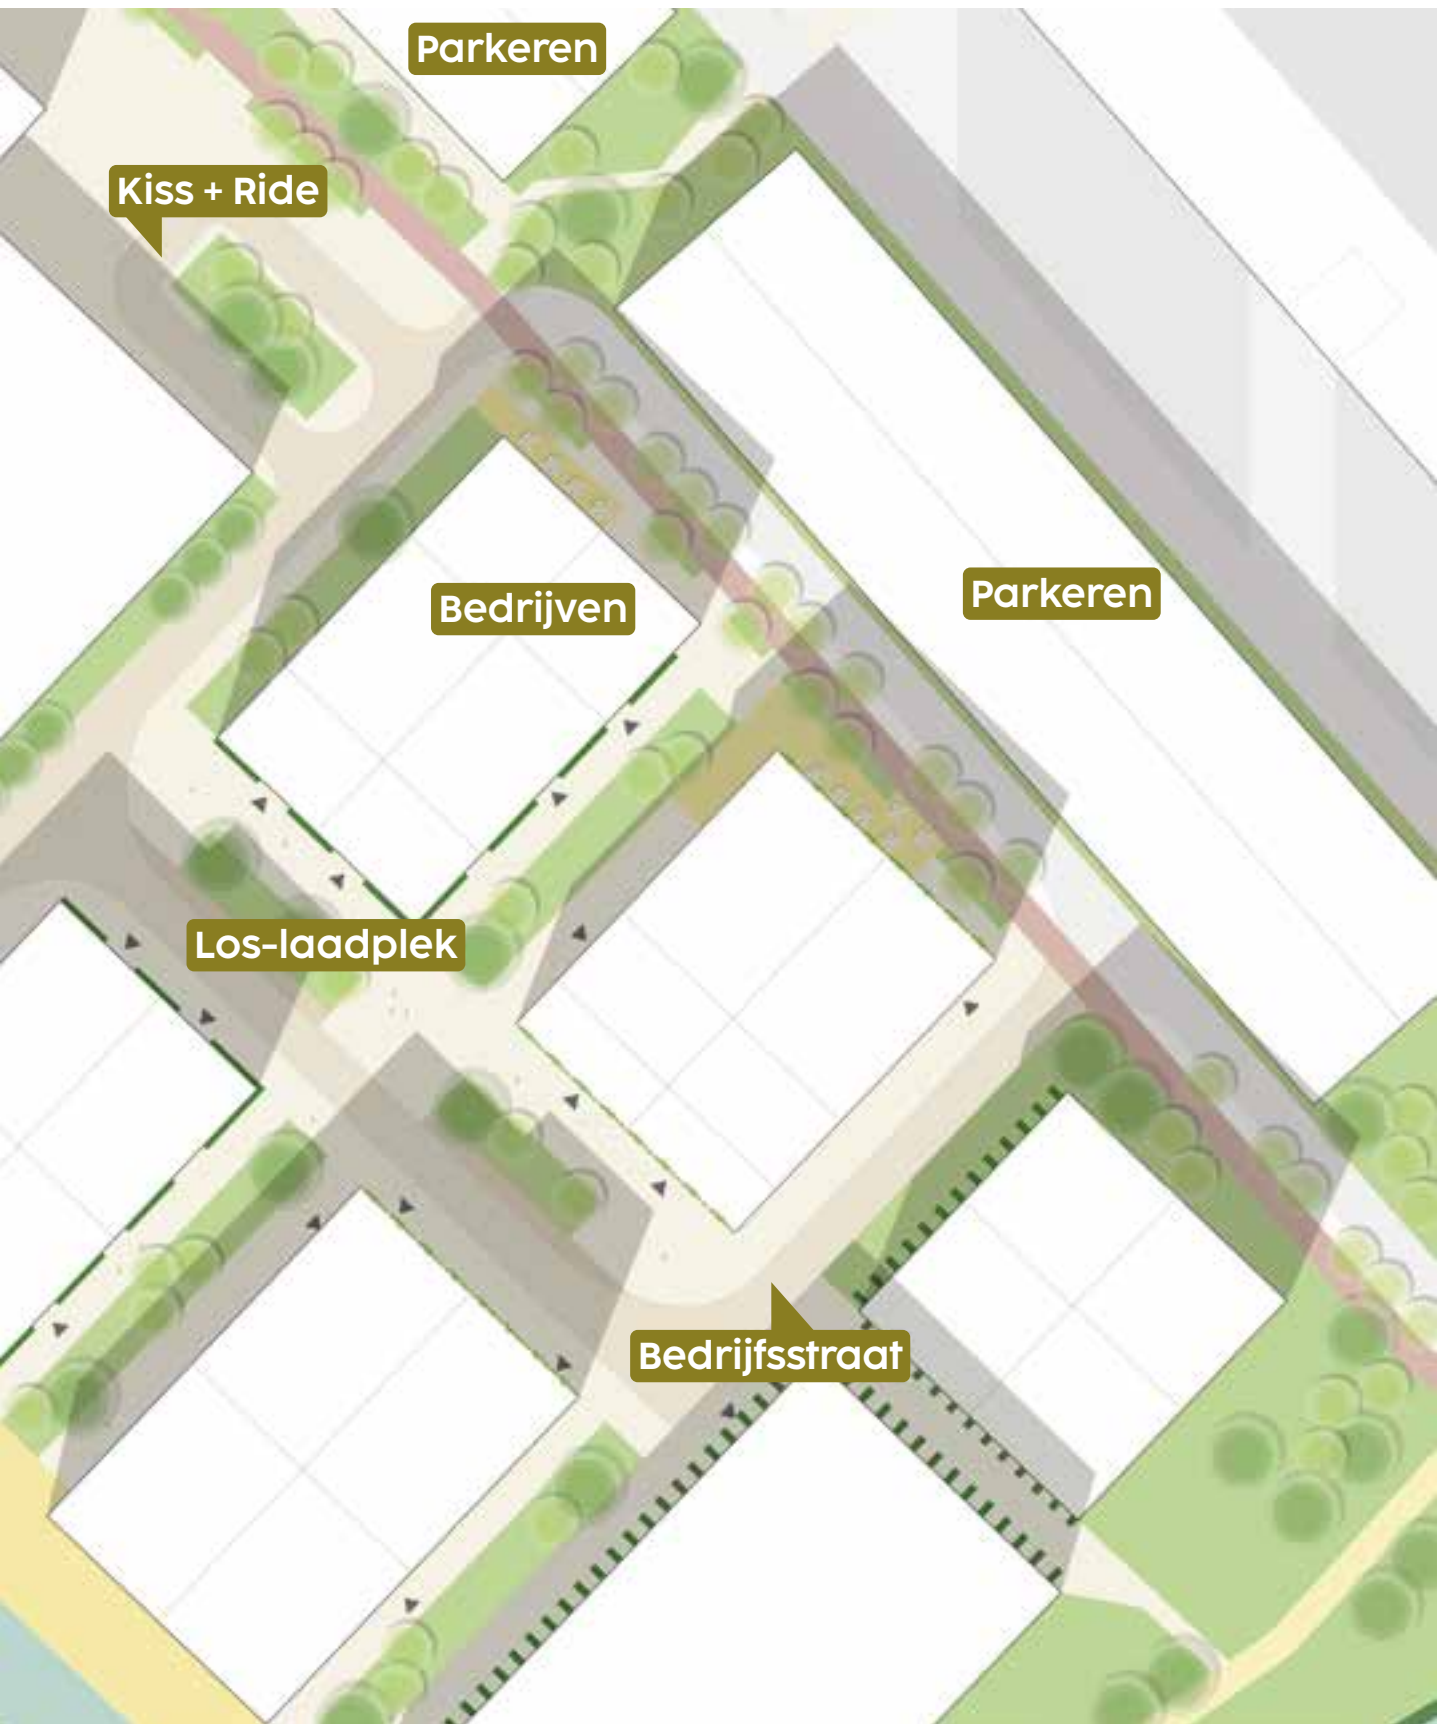 Parkeren
Kiss + Ride
Parkeren
Bedrijven
Los-laadplek
Bedrijfsstraat